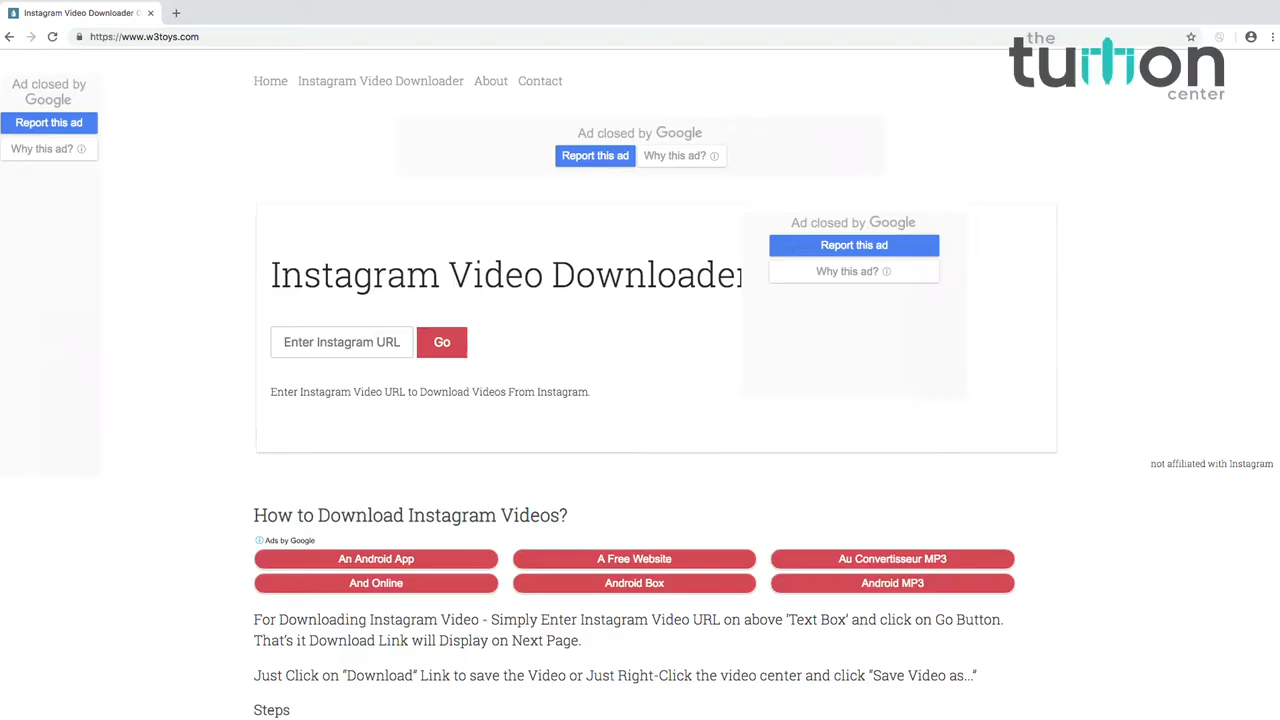 Instagram Video Downloader O
https://www.w3toys.com
the
tuition
center
Home Instagram Video Downloader About Contact
Ad closed by Google
Report this ad
Why this ad?
Ad closed by Google
Report this ad Why this ad?
Ad closed by Google
Report this ad
Why this ad?
Instagram Video Downloader
Enter Instagram URL Go
Enter Instagram Video URL to Download Videos From Instagram.
not affiliated with Instagram
How to Download Instagram Videos?
Ads by Google
An Android App A Free Website Au Convertisseur MP3
And Online Android Box Android MP3
For Downloading Instagram Video - Simply Enter Instagram Video URL on above 'Text Box' and click on Go Button.
That's it Download Link will Display on Next Page.
Just Click on "Download" Link to save the Video or Just Right-Click the video center and click "Save Video as..."
Steps